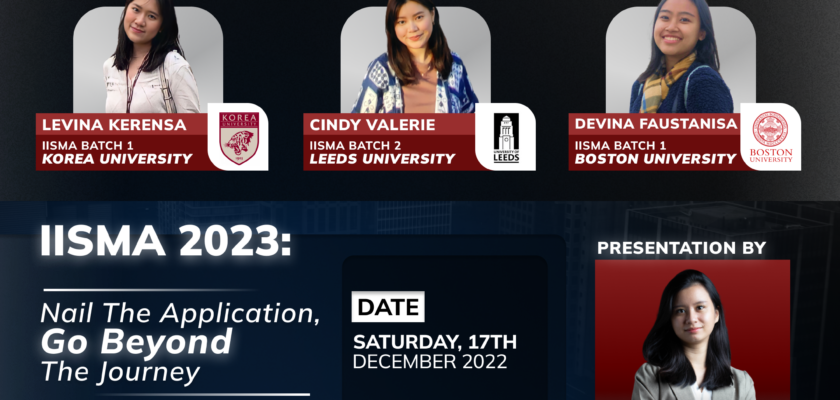 LEVINA KERENSA
IISMA BATCH 1
KOREA UNIVERSITY
KOREA
UNIVERSITY
CINDY VALERIE
IISMA BATCH 2
LEEDS UNIVERSITY
UNIVERSITY OF
LEEDS
DEVINA FAUSTANISA
IISMA BATCH 1
BOSTON UNIVERSITY
BOSTON
UNIVERSITY
IISMA 2023:
Nail The Application,
Go Beyond
The Journey
DATE
SATURDAY, 17TH
DECEMBER 2022
PRESENTATION BY